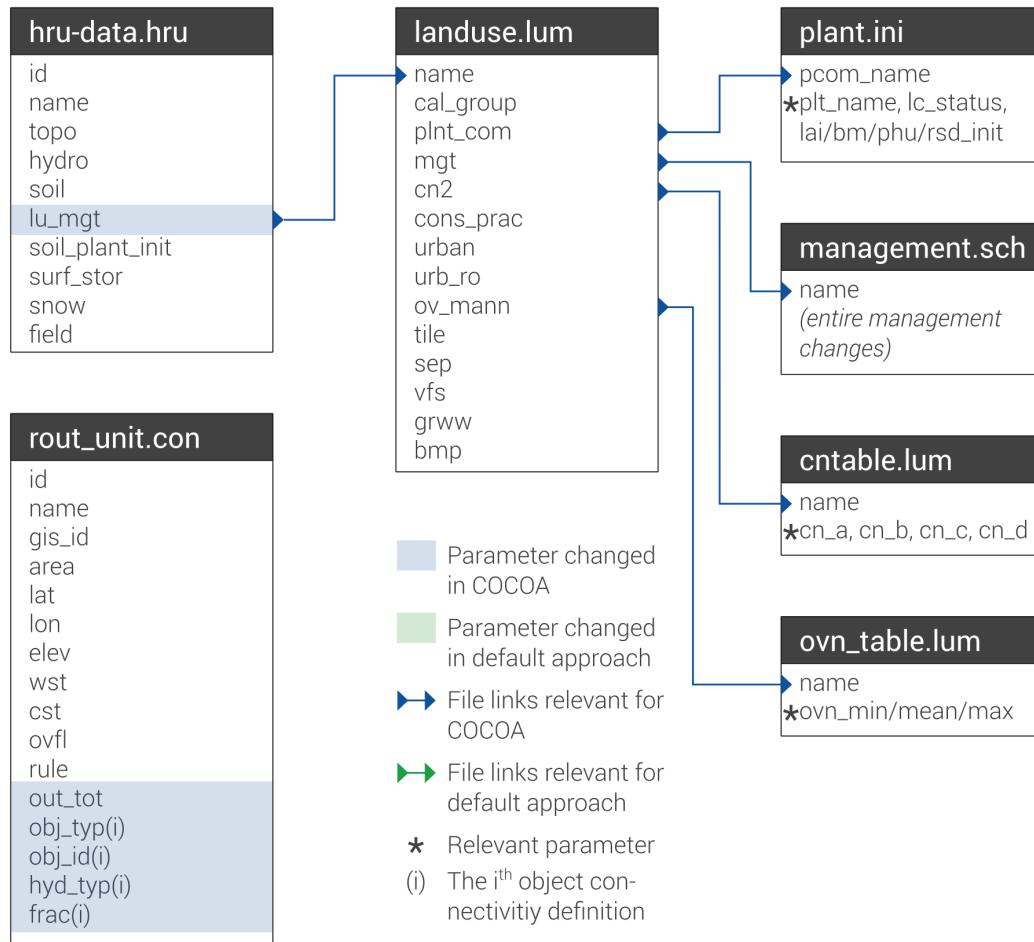 hru-data.hru
id
name
topo
hydro
soil
lu_mgt
soil_plant_init
surf_stor
snow
field
rout_unit.con
id
name
gis_id
area
lat
lon
elev
wst
cst
ovfl
rule
out_tot
obj_typ(i)
obj_id(i)
hyd_typ(i)
frac(i)
landuse.lum
name
cal_group
plnt_com
mgt
cn2
cons_prac
urban
urb_ro
ov_mann
tile
sep
vfs
grww
bmp
Parameter changed
in COCOA
Parameter changed
in default approach
File links relevant for
COCOA
File links relevant for
default approach
* Relevant parameter
(i) The ith object con-
nectivitiy definition
plant.ini
pcom_name
*plt_name, lc_status,
lai/bm/phu/rsd_init
management.sch
name
(entire management
changes)
cntable.lum
name
*cn_a, cn_b, cn_c, cn_d
ovn_table.lum
name
*ovn_min/mean/max